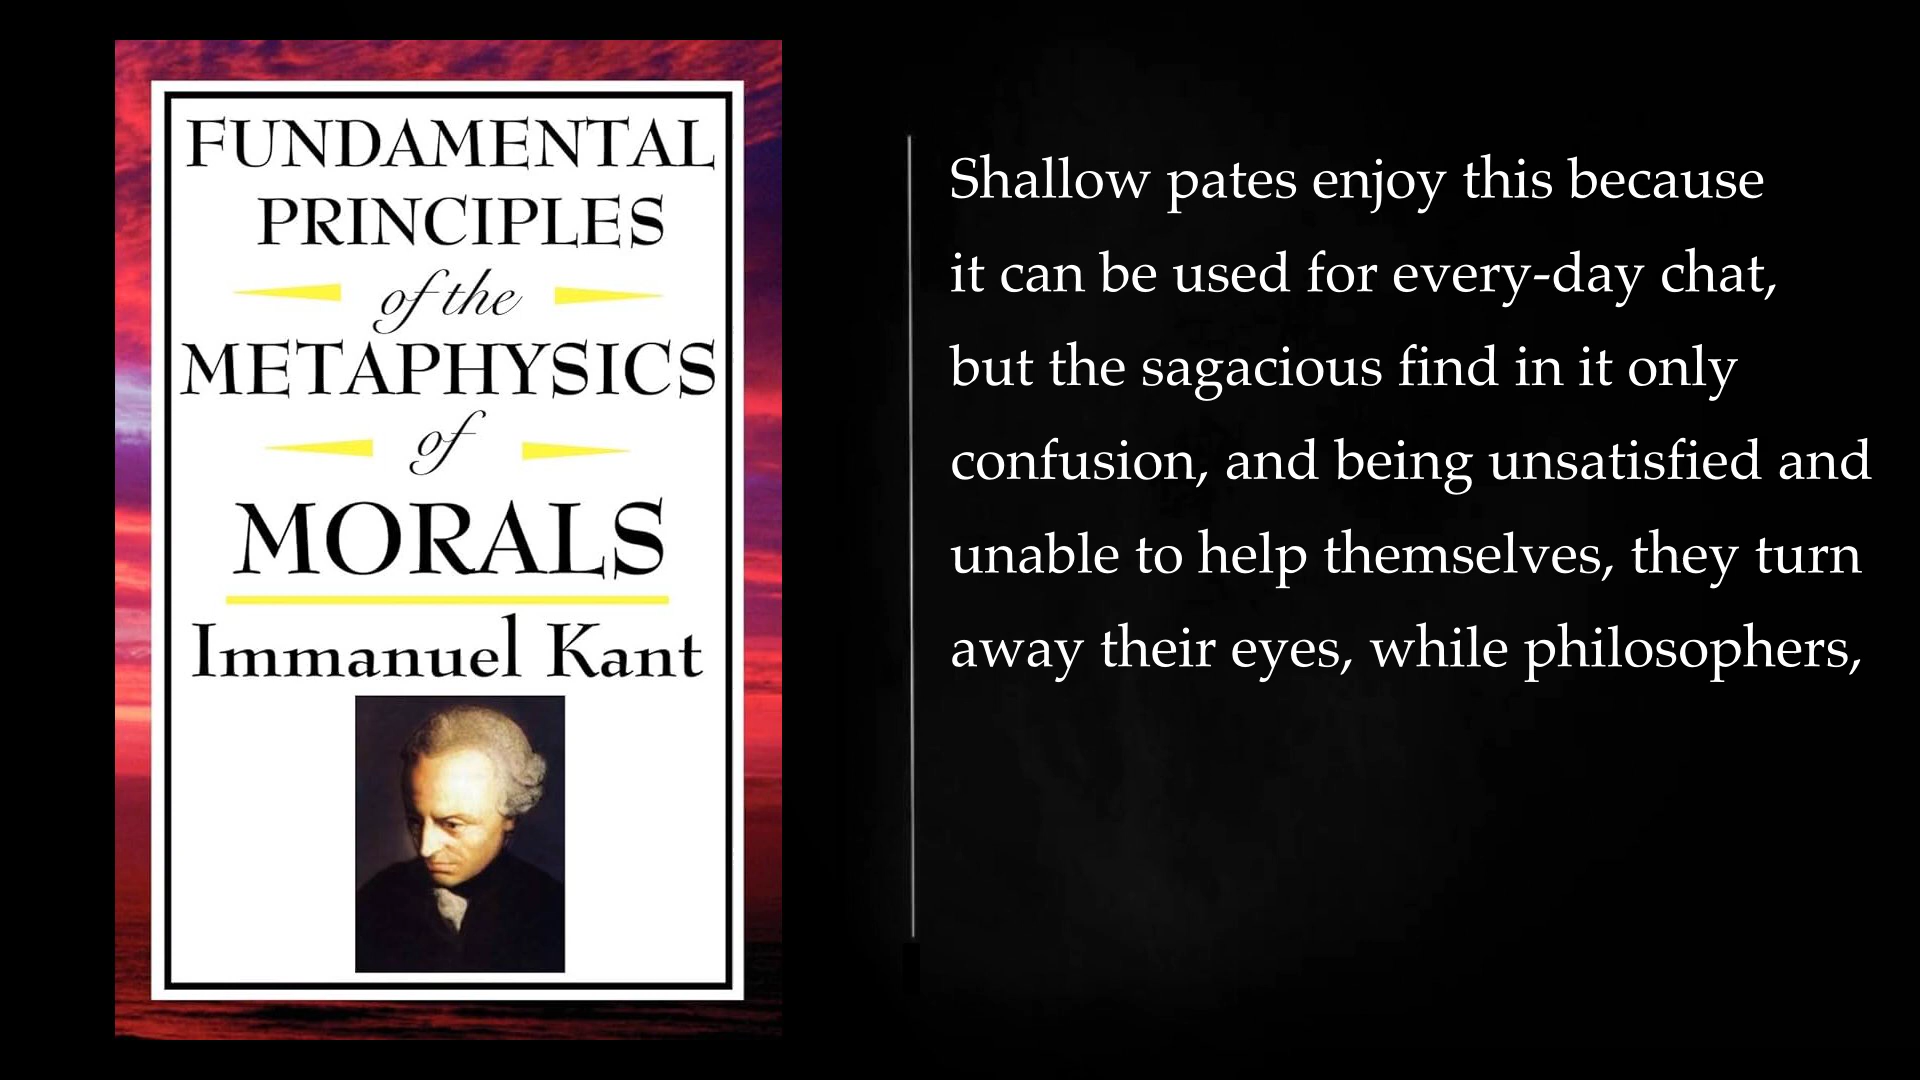 FUNDAMENTAL
PRINCIPLES
of the
METAPHYSICS
of
MORALS
Immanuel Kant
Shallow pates enjoy this because
it can be used for every-day chat,
but the sagacious find in it only
confusion, and being unsatisfied and
unable to help themselves, they turn
away their eyes, while philosophers,